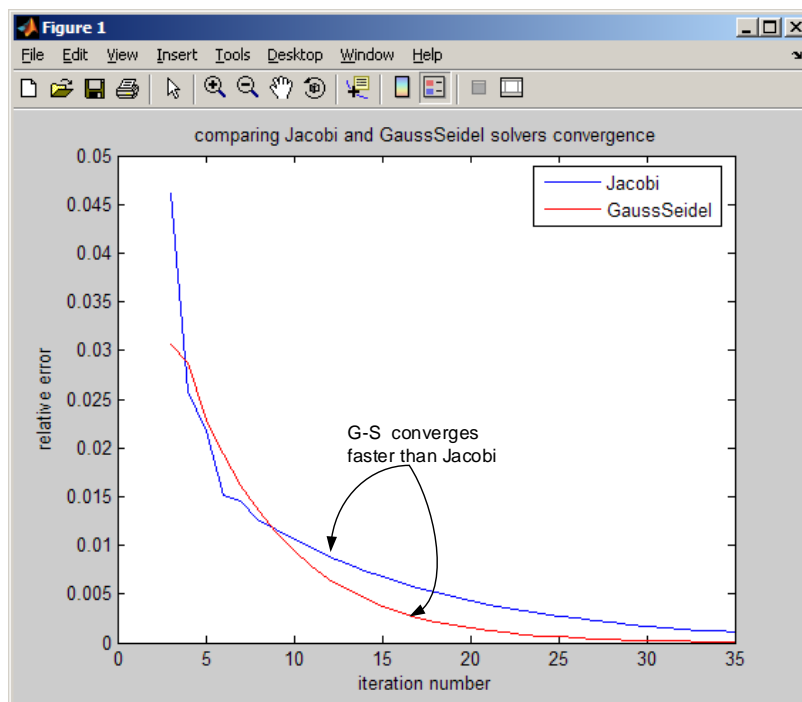 Figure 1
File Edit View Insert Tools Desktop Window Help
comparing Jacobi and GaussSeidel solvers convergence
0.05
0.045
0.04
0.035
0.03
0.025
0.02
0.015
0.01
0.005
0
relative error
Jacobi
GaussSeidel
G-S converges
faster than Jacobi
0 5 10 15 20 25 30 35
iteration number